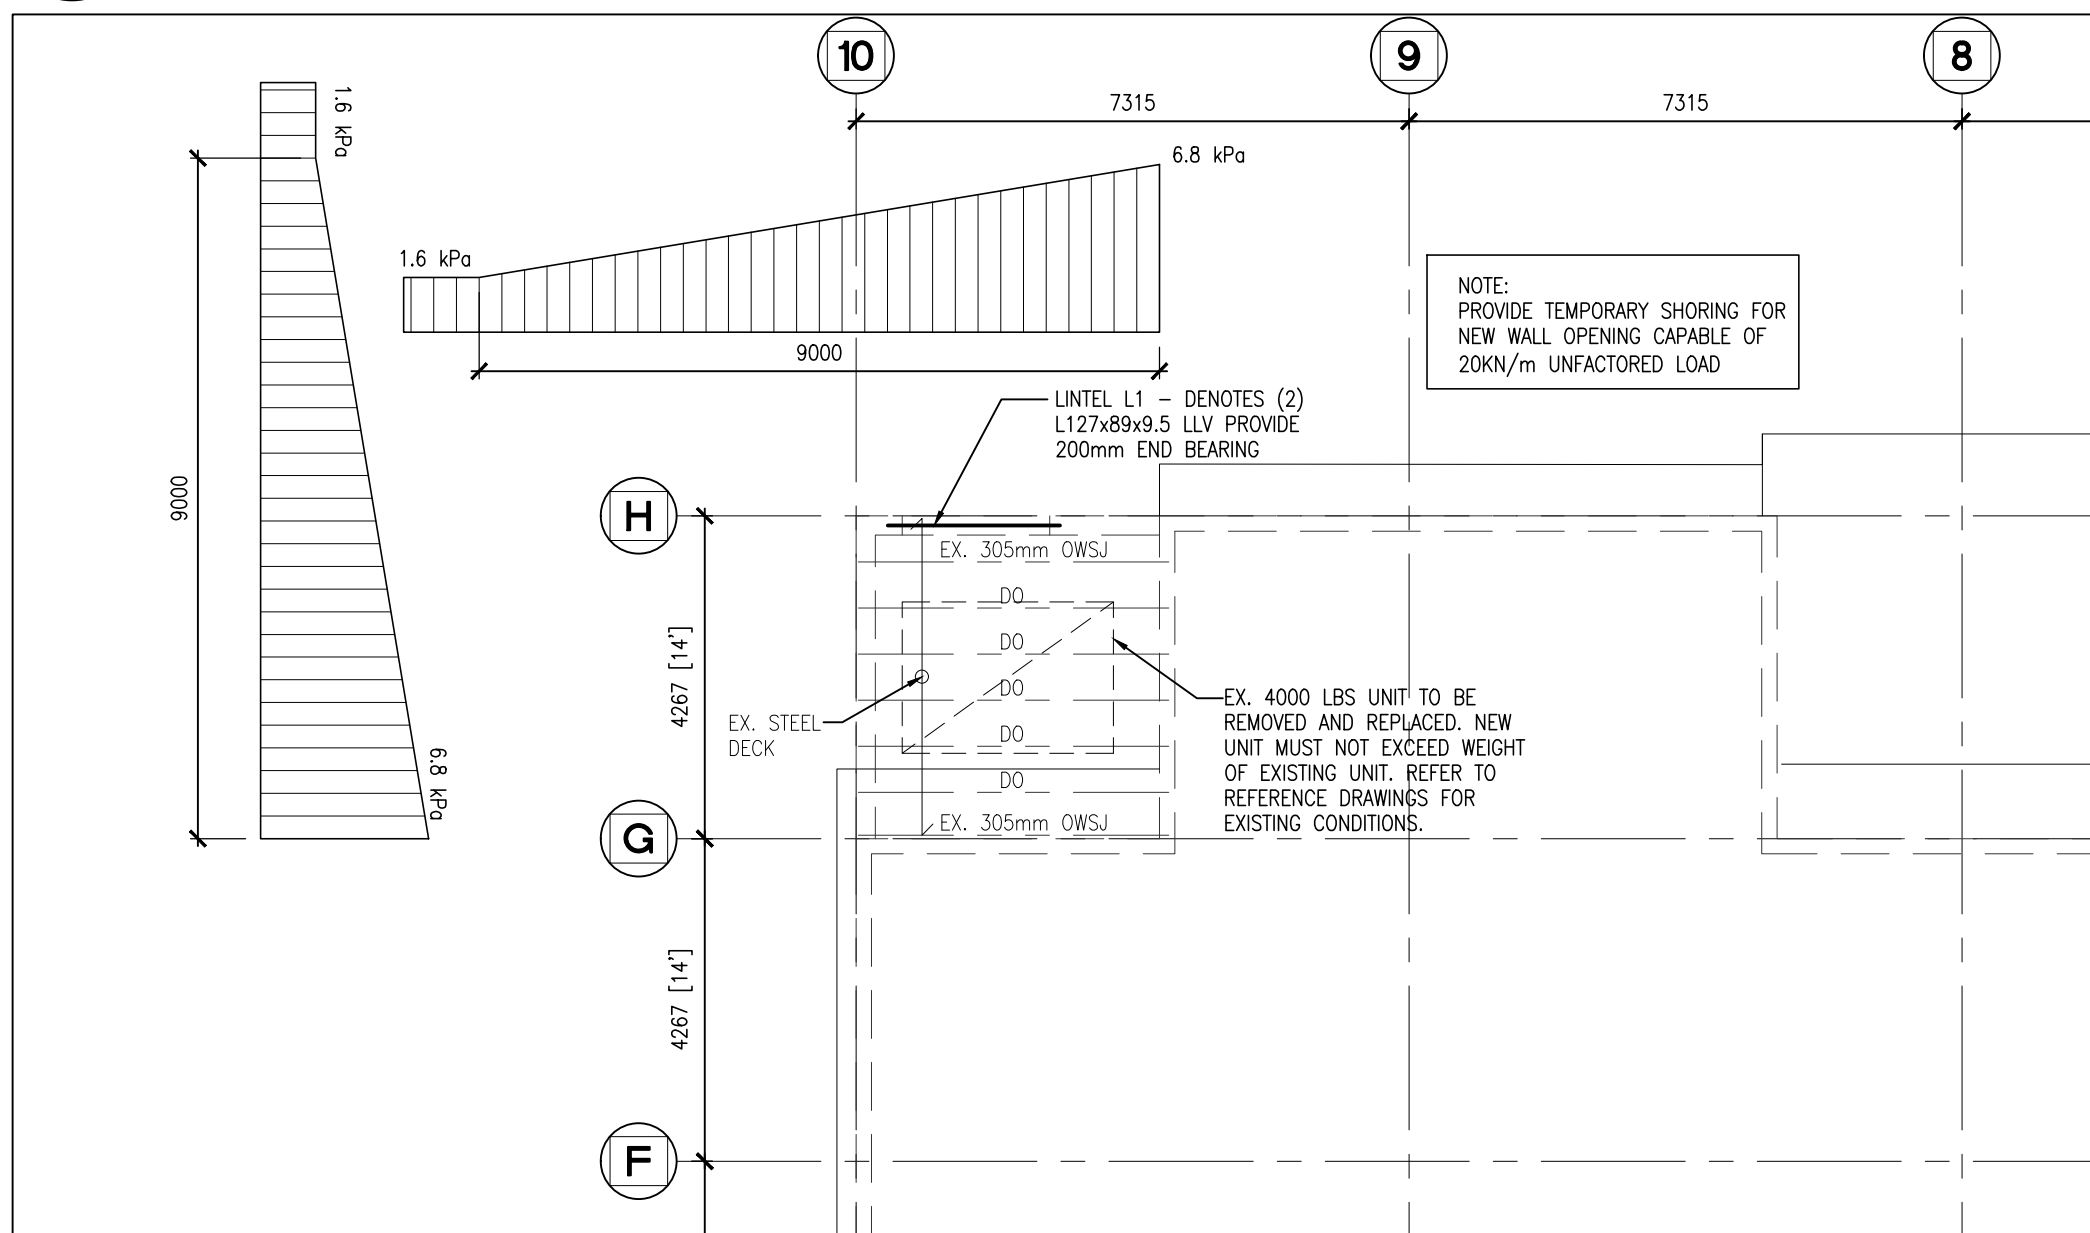 10
9
8
7315
7315
1.6 kPa
6.8 kPa
1.6 kPa
9000
9000
6.8 kPa
NOTE:
PROVIDE TEMPORARY SHORING FOR
NEW WALL OPENING CAPABLE OF
20KN/m UNFACTORED LOAD
LINTEL L1 – DENOTES (2)
L127x89x9.5 LLV PROVIDE
200mm END BEARING
H
EX. 305mm OWSJ
DO
DO
DO
DO
DO
EX. 305mm OWSJ
4267 [14']
EX. STEEL
DECK
EX. 4000 LBS UNIT TO BE
REMOVED AND REPLACED. NEW
UNIT MUST NOT EXCEED WEIGHT
OF EXISTING UNIT. REFER TO
REFERENCE DRAWINGS FOR
EXISTING CONDITIONS.
G
4267 [14']
F